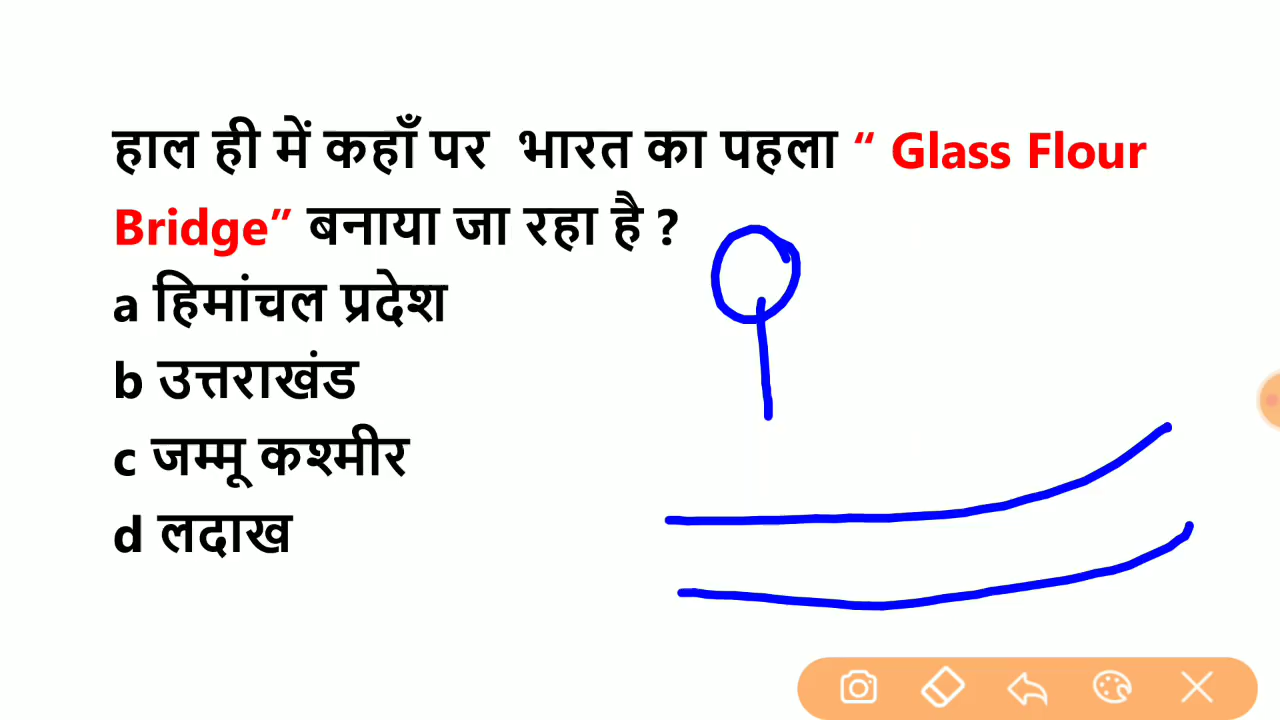 हाल ही में कहाँ पर भारत का पहला “ Glass Flour
Bridge” बनाया जा रहा है ?
a हिमांचल प्रदेश
b उत्तराखंड
c जम्मू कश्मीर
d लदाख